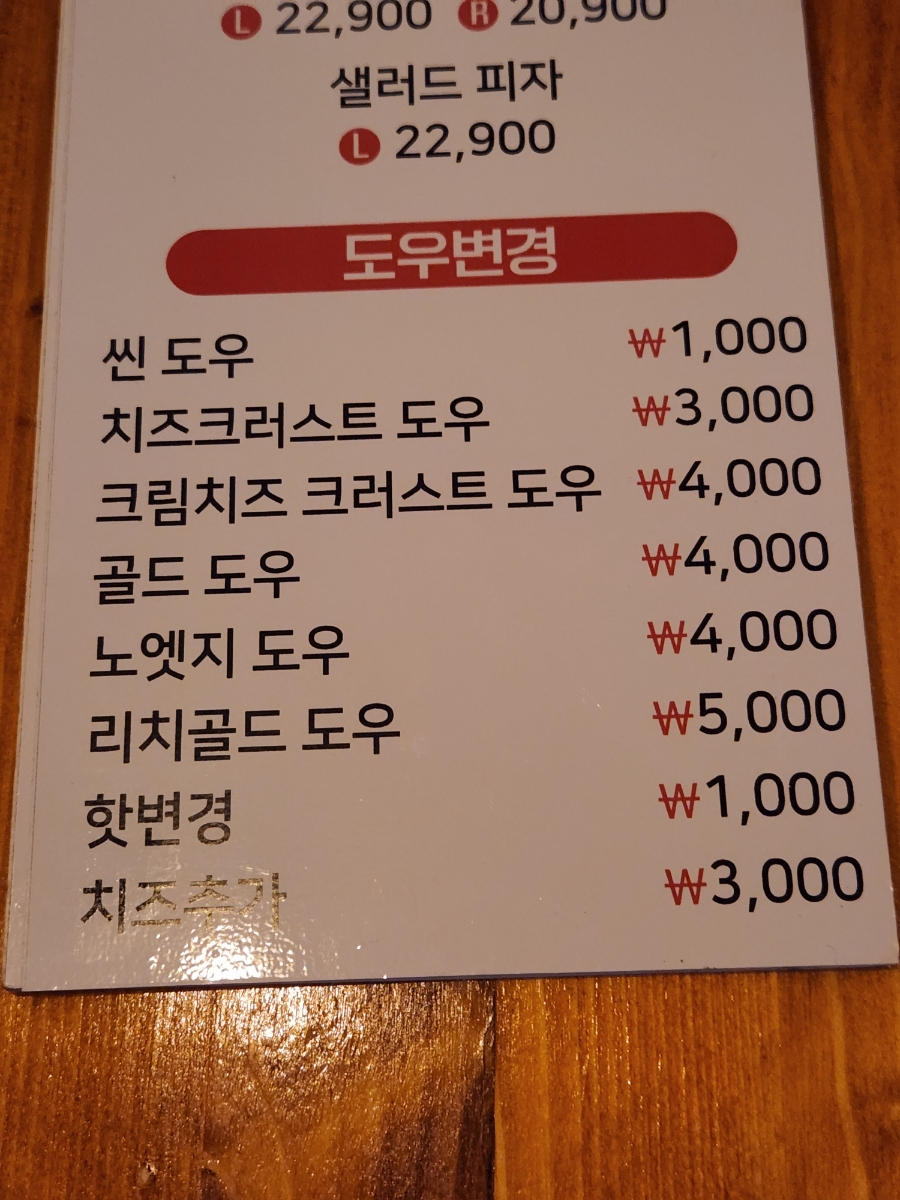 L 22,900 R 20,900
샐러드 피자
L 22,900
도우변경
씬 도우 ₩1,000
치즈크러스트 도우 ₩3,000
크림치즈 크러스트 도우 ₩4,000
골드 도우 ₩4,000
노엣지 도우 ₩4,000
리치골드 도우 ₩5,000
핫변경 ₩1,000
치즈추가 ₩3,000